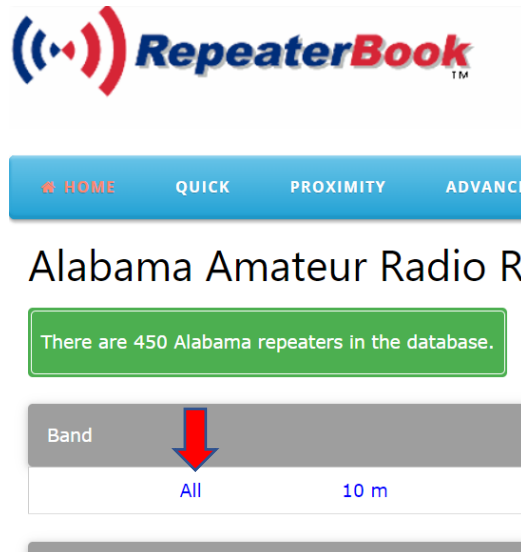 RepeaterBook
TM
HOME QUICK PROXIMITY ADVANC
Alabama Amateur Radio R
There are 450 Alabama repeaters in the database.
Band
All 10 m